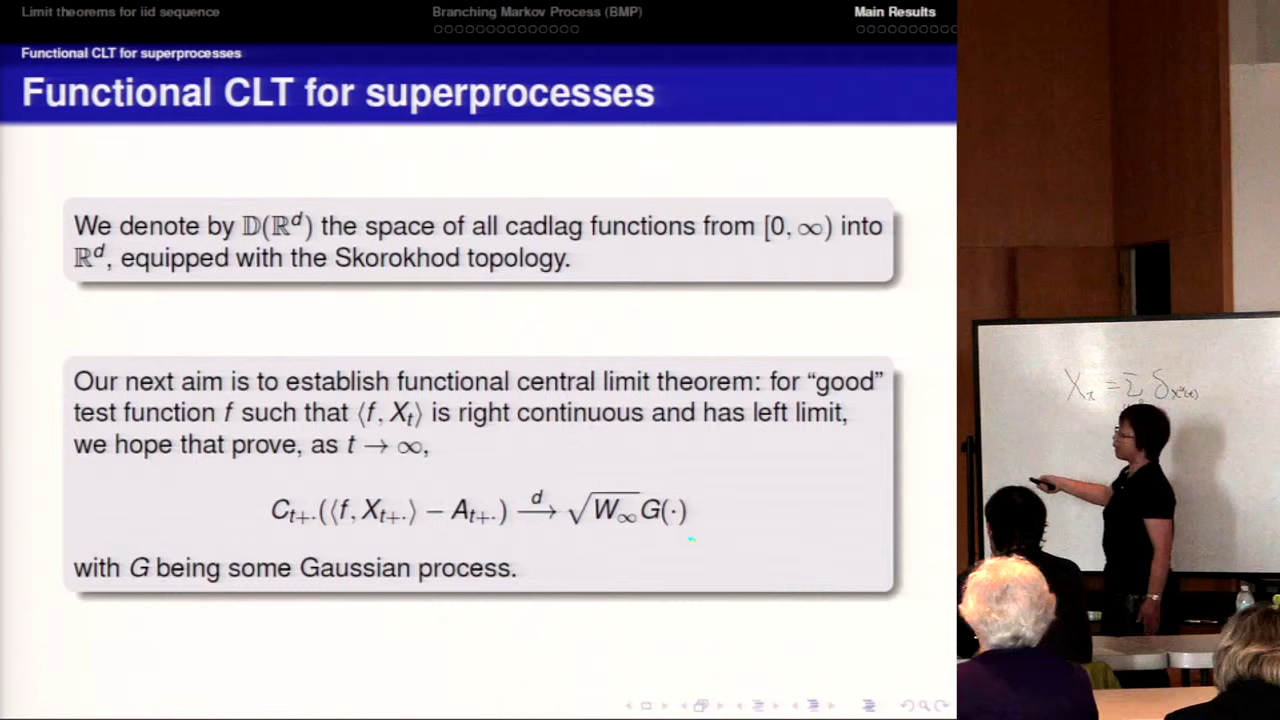 Limit theorems for iid sequence
Branching Markov Process (BMP)
Main Results
Functional CLT for superprocesses
Functional CLT for superprocesses
We denote by 𝔻(ℝ^d) the space of all cadlag functions from [0, ∞) into
ℝ^d, equipped with the Skorokhod topology.
Our next aim is to establish functional central limit theorem: for “good”
test function f such that ⟨f, X_t⟩ is right continuous and has left limit,
we hope that prove, as t → ∞,
C_{t+·}(⟨f, X_{t+·}⟩ − A_{t+·}) \xrightarrow{d} \sqrt{W_∞}G(·)
with G being some Gaussian process.
X_t = Σ δ